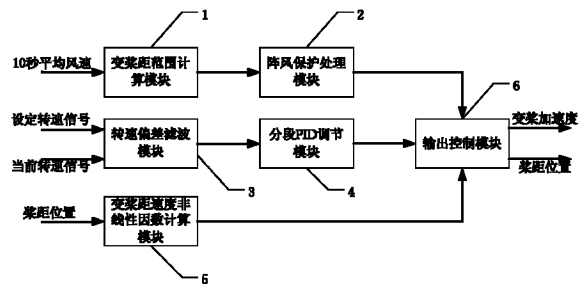 1
2
10秒平均风速
变桨距范围计
算模块
阵风保护处理
模块
6
设定转速信号
转速偏差滤波
模块
分段PID调节
模块
输出控制模块
变桨加速度
当前转速信号
桨距位置
3
4
桨距位置
变桨距速度非
线性因数计算
模块
5